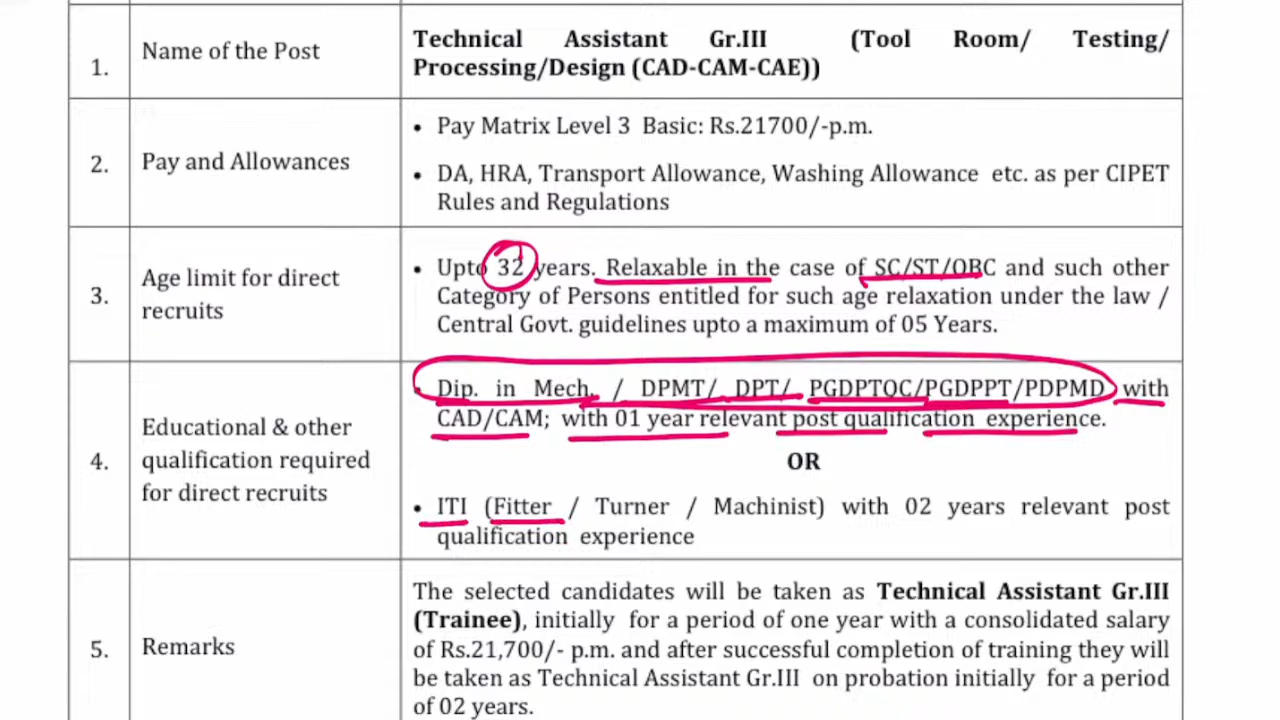 1. Name of the Post Technical Assistant Gr.III (Tool Room/ Testing/
Processing/Design (CAD-CAM-CAE))
2. Pay and Allowances • Pay Matrix Level 3 Basic: Rs.21700/-p.m.
• DA, HRA, Transport Allowance, Washing Allowance etc. as per CIPET
Rules and Regulations
3. Age limit for direct
recruits
• Upto 32 years. Relaxable in the case of SC/ST/OBC and such other
Category of Persons entitled for such age relaxation under the law /
Central Govt. guidelines upto a maximum of 05 Years.
4. Educational & other
qualification required
for direct recruits
• Dip. in Mech. / DPMT/ DPT/ PGDPTQC/PGDPPT/PDPMD with
CAD/CAM; with 01 year relevant post qualification experience.
OR
• ITI (Fitter / Turner / Machinist) with 02 years relevant post
qualification experience
5. Remarks
The selected candidates will be taken as Technical Assistant Gr.III
(Trainee), initially for a period of one year with a consolidated salary
of Rs.21,700/- p.m. and after successful completion of training they will
be taken as Technical Assistant Gr.III on probation initially for a period
of 02 years.